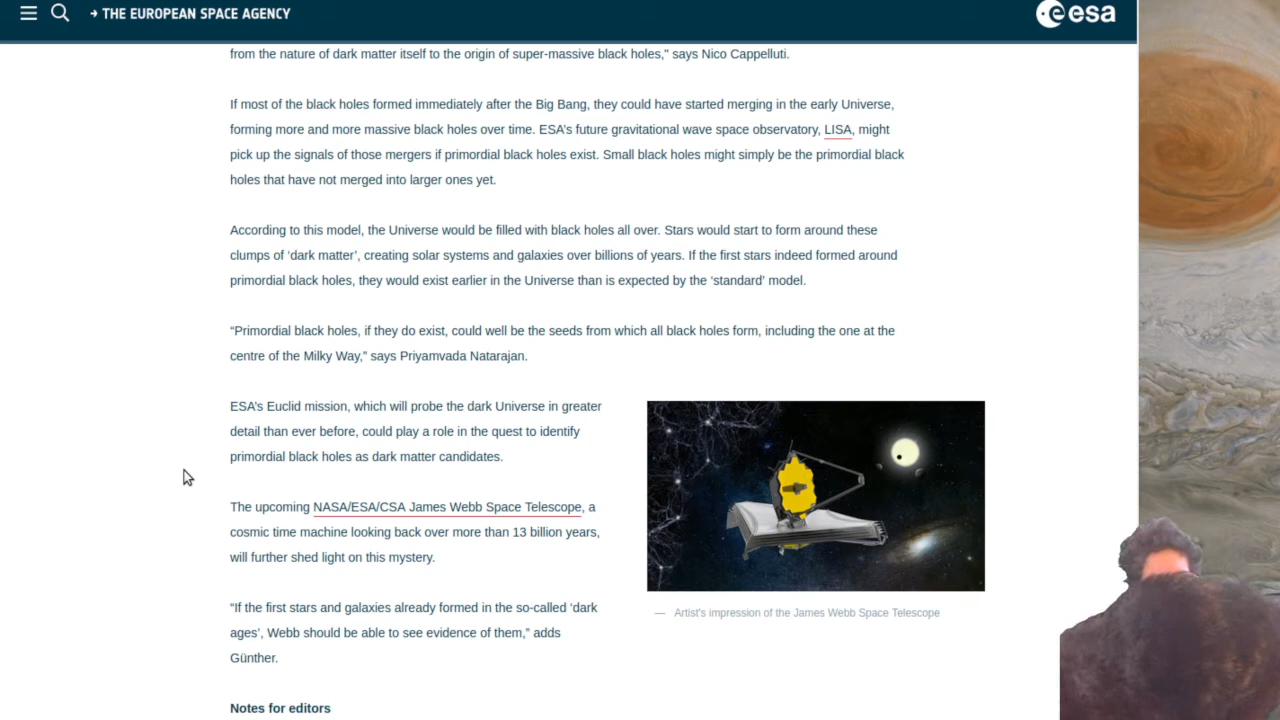 → THE EUROPEAN SPACE AGENCY
esa
from the nature of dark matter itself to the origin of super-massive black holes," says Nico Cappelluti.
If most of the black holes formed immediately after the Big Bang, they could have started merging in the early Universe,
forming more and more massive black holes over time. ESA's future gravitational wave space observatory, LISA, might
pick up the signals of those mergers if primordial black holes exist. Small black holes might simply be the primordial black
holes that have not merged into larger ones yet.
According to this model, the Universe would be filled with black holes all over. Stars would start to form around these
clumps of ‘dark matter’, creating solar systems and galaxies over billions of years. If the first stars indeed formed around
primordial black holes, they would exist earlier in the Universe than is expected by the ‘standard’ model.
“Primordial black holes, if they do exist, could well be the seeds from which all black holes form, including the one at the
centre of the Milky Way,” says Priyamvada Natarajan.
ESA’s Euclid mission, which will probe the dark Universe in greater
detail than ever before, could play a role in the quest to identify
primordial black holes as dark matter candidates.
The upcoming NASA/ESA/CSA James Webb Space Telescope, a
cosmic time machine looking back over more than 13 billion years,
will further shed light on this mystery.
“If the first stars and galaxies already formed in the so-called ‘dark
ages’, Webb should be able to see evidence of them,” adds
Günther.
— Artist's impression of the James Webb Space Telescope
Notes for editors